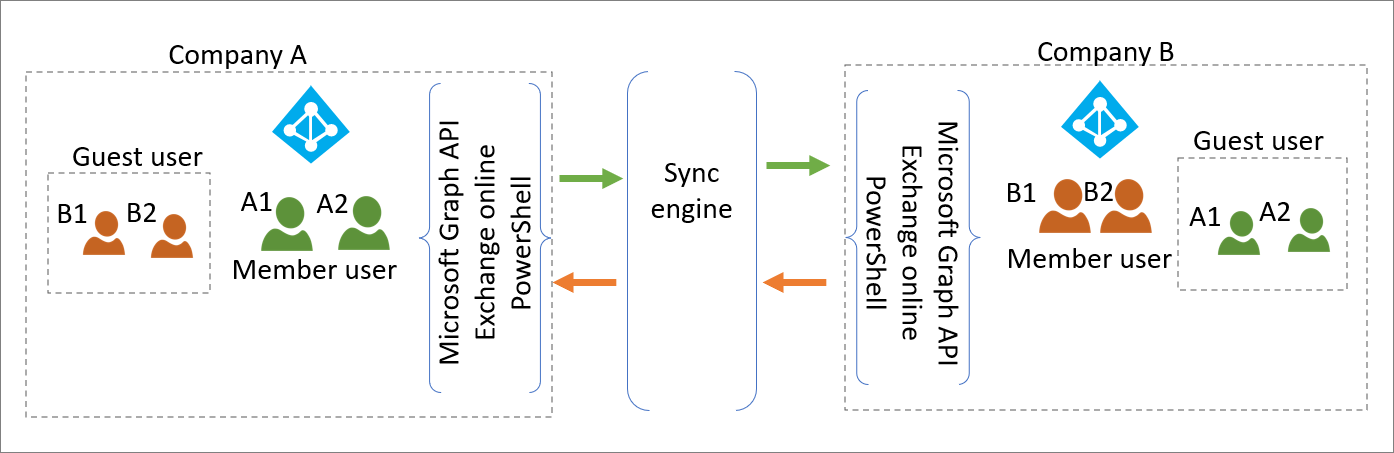 Company A
Guest user
B1
B2
A1
A2
Member user
Microsoft Graph API
Exchange online
PowerShell
Sync
engine
Company B
Microsoft Graph API
Exchange online
PowerShell
B1
B2
Member user
Guest user
A1
A2